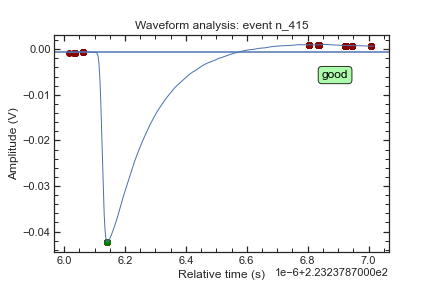 Waveform analysis: event n_415
0.00
−0.01
−0.02
−0.03
−0.04
Amplitude (V)
good
6.0
6.2
6.4
6.6
6.8
7.0
Relative time (s)
1e−6+2.2323787000e2